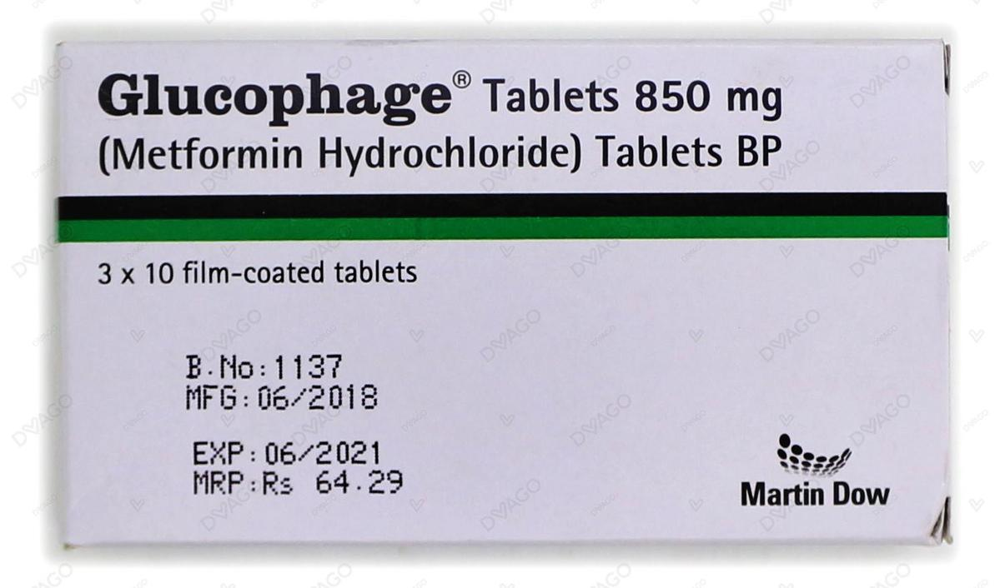 Glucophage® Tablets 850 mg
(Metformin Hydrochloride) Tablets BP
3 x 10 film-coated tablets
B.No:1137
MFG:06/2018
EXP:06/2021
MRP:Rs 64.29
Martin Dow
DVAGO